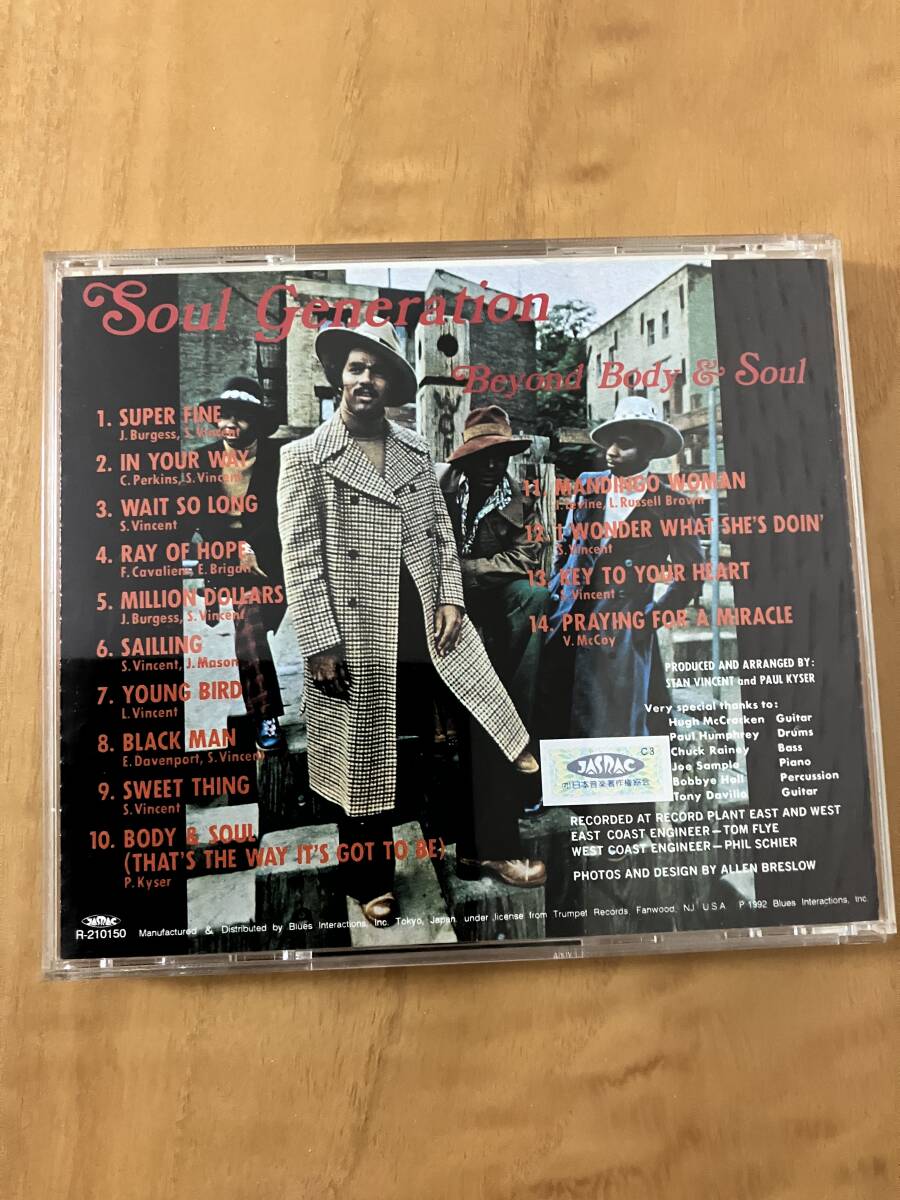 Soul Generation
Beyond Body & Soul
1. SUPER FINE
J. Burgess, S. Vincent
2. IN YOUR WAY
C. Perkins, S. Vincent
3. WAIT SO LONG
S. Vincent
4. RAY OF HOPE
F. Cavaliere, E. Brigati
5. MILLION DOLLARS
J. Burgess, S. Vincent
6. SAILLING
S. Vincent, J. Mason
7. YOUNG BIRD
L. Vincent
8. BLACK MAN
E. Davenport, S. Vincent
9. SWEET THING
S. Vincent
10. BODY & SOUL
(THAT'S THE WAY IT'S GOT TO BE)
P. Kyser
11. MANDINGO WOMAN
I. Levine, L. Russell Brown
12. I WONDER WHAT SHE'S DOIN'
S. Vincent
13. KEY TO YOUR HEART
S. Vincent
14. PRAYING FOR A MIRACLE
V. McCoy
PRODUCED AND ARRANGED BY:
STAN VINCENT and PAUL KYSER
Very special thanks to:
Hugh McCracken Guitar
Paul Humphrey Drums
Chuck Rainey Bass
Joe Sample Piano
Bobbye Hall Percussion
Tony Davillo Guitar
C3
JASRAC
日本音楽著作権協会
RECORDED AT RECORD PLANT EAST AND WEST
EAST COAST ENGINEER—TOM FLYE
WEST COAST ENGINEER—PHIL SCHIER
PHOTOS AND DESIGN BY ALLEN BRESLOW
JASRAC
R-210150
Manufactured & Distributed by Blues Interactions, Inc. Tokyo, Japan. under license from Trumpet Records, Fanwood, NJ U.S.A. P 1992 Blues Interactions, Inc.